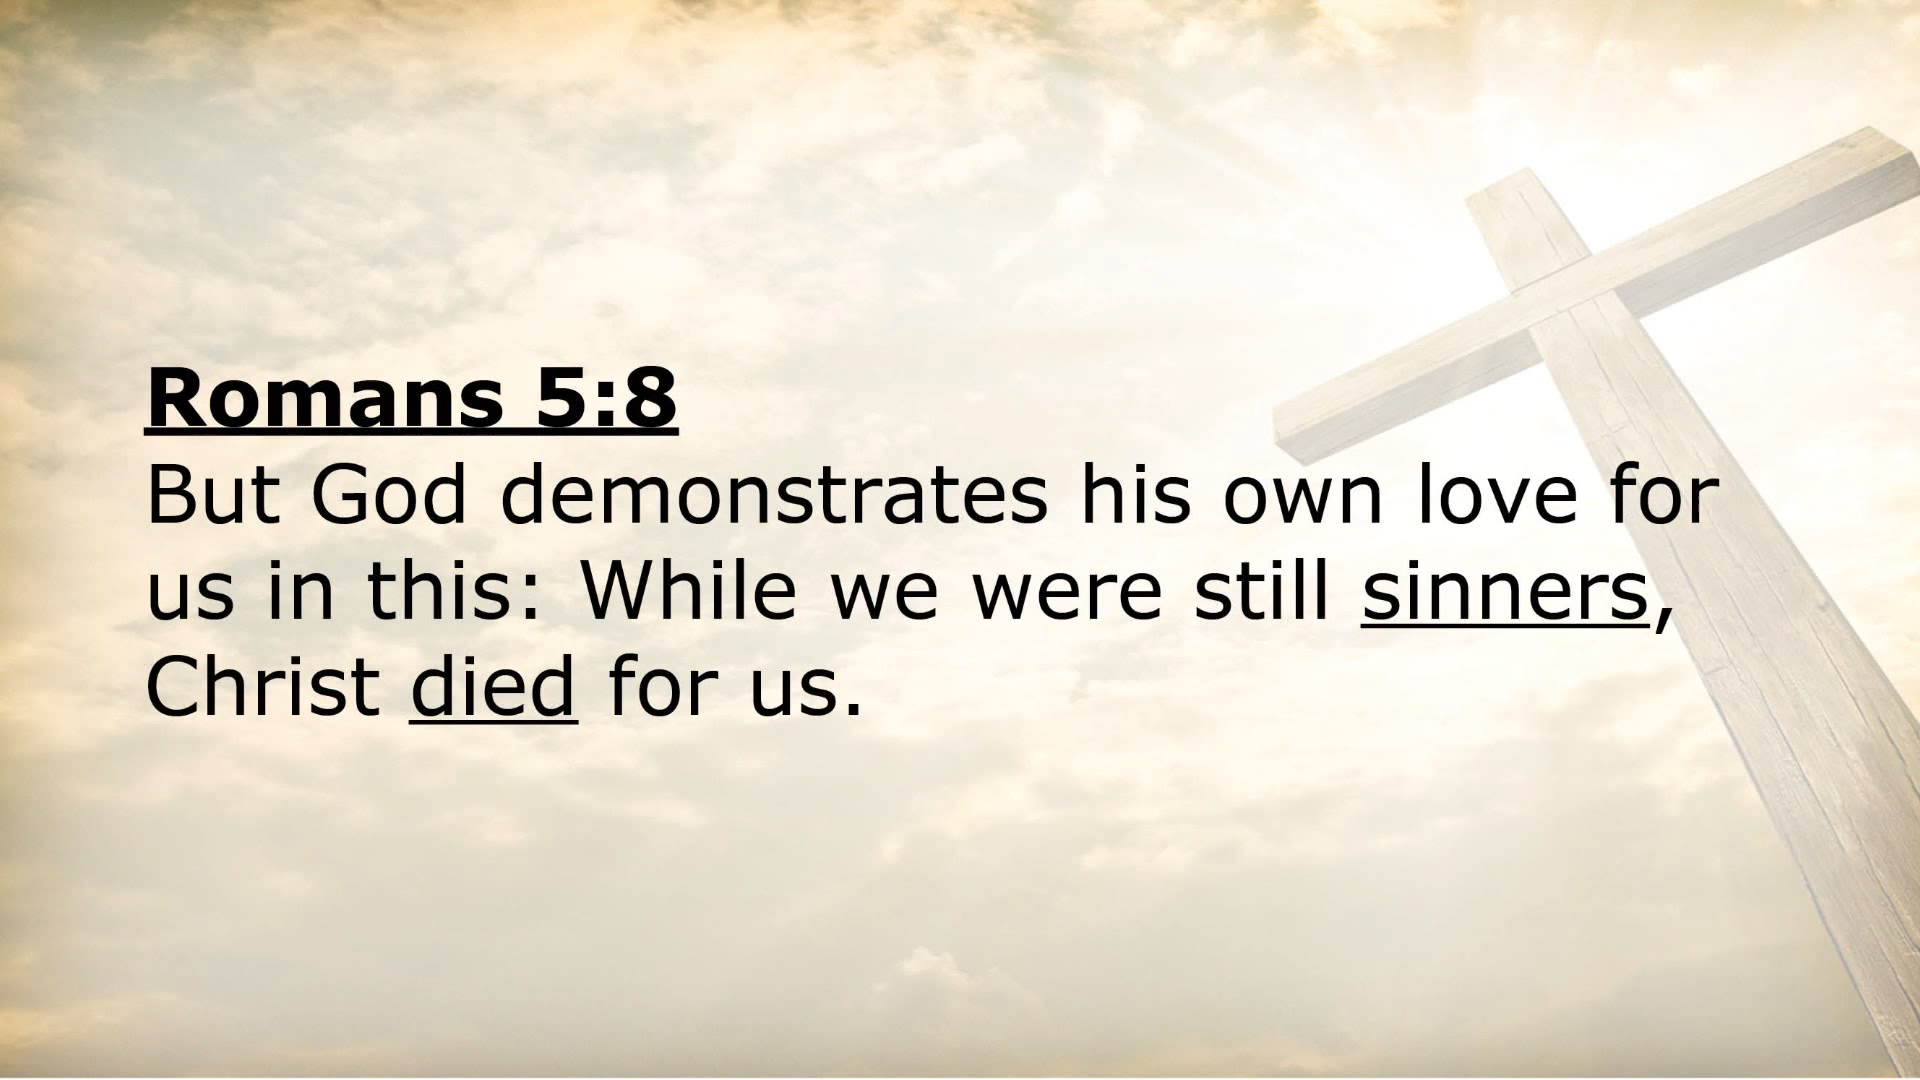 Romans 5:8
But God demonstrates his own love for
us in this: While we were still sinners,
Christ died for us.